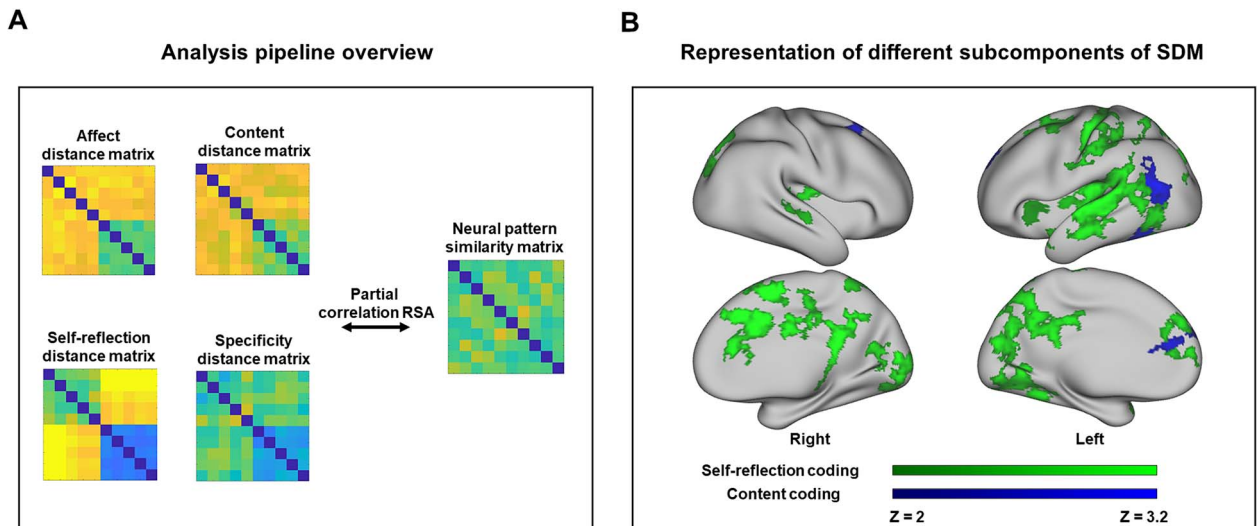 A
Analysis pipeline overview
Affect
distance matrix
Content
distance matrix
Neural pattern
similarity matrix
Partial
correlation RSA
Self-reflection
distance matrix
Specificity
distance matrix
B
Representation of different subcomponents of SDM
Right
Left
Self-reflection coding
Content coding
Z = 2
Z = 3.2